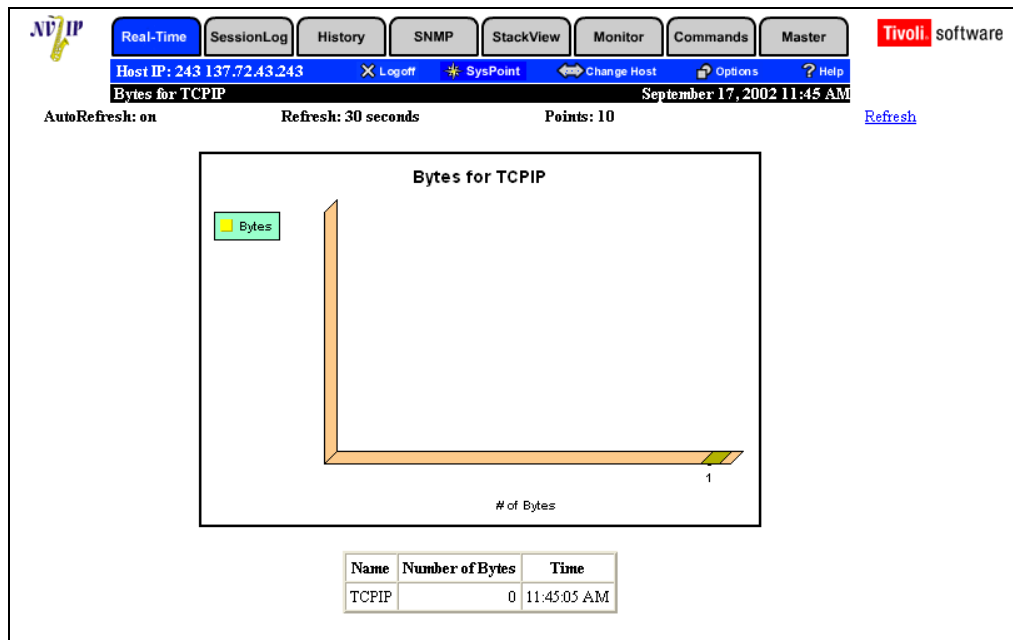 NV IP
Real-Time SessionLog History SNMP StackView Monitor Commands Master
Tivoli. software
Host IP: 243 137.72.43.243 Logoff SysPoint Change Host Options ? Help
Bytes for TCPIP September 17, 2002 11:45 AM
AutoRefresh: on Refresh: 30 seconds Points: 10 Refresh
Bytes for TCPIP
Bytes
1
# of Bytes
Name Number of Bytes Time
TCPIP 0 11:45:05 AM